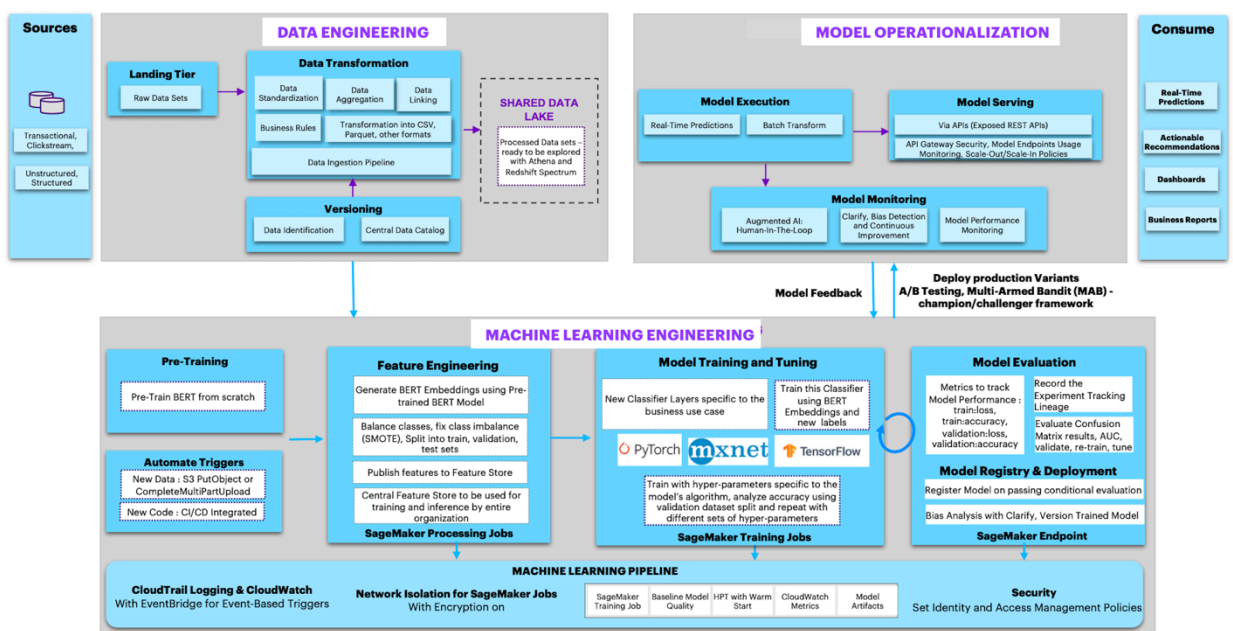 Sources
Transactional,
Clickstream,
Unstructured,
Structured
DATA ENGINEERING
Landing Tier
Raw Data Sets
Data Transformation
Data
Standardization
Data
Aggregation
Data
Linking
Business Rules
Transformation into CSV,
Parquet, other formats
Data Ingestion Pipeline
Versioning
Data Identification
Central Data Catalog
SHARED DATA
LAKE
Processed Data sets –
ready to be explored
with Athena and
Redshift Spectrum
MODEL OPERATIONALIZATION
Model Execution
Real-Time Predictions
Batch Transform
Model Serving
Via APIs (Exposed REST APIs)
API Gateway Security, Model Endpoints Usage
Monitoring, Scale-Out/Scale-In Policies
Model Monitoring
Augmented AI:
Human-In-The-Loop
Clarify, Bias Detection
and Continuous
Improvement
Model Performance
Monitoring
Consume
Real-Time
Predictions
Actionable
Recommendations
Dashboards
Business Reports
Model Feedback
Deploy production Variants
A/B Testing, Multi-Armed Bandit (MAB) -
champion/challenger framework
MACHINE LEARNING ENGINEERING
Pre-Training
Pre-Train BERT from scratch
Automate Triggers
New Data : S3 PutObject or
CompleteMultiPartUpload
New Code : CI/CD Integrated
Feature Engineering
Generate BERT Embeddings using Pre-
trained BERT Model
Balance classes, fix class imbalance
(SMOTE), Split into train, validation,
test sets
Publish features to Feature Store
Central Feature Store to be used for
training and inference by entire
organization
SageMaker Processing Jobs
Model Training and Tuning
New Classifier Layers specific to the
business use case
Train this Classifier
using BERT
Embeddings and
new labels
PyTorch
mxnet
TensorFlow
Train with hyper-parameters specific to
the model's algorithm, analyze accuracy using
validation dataset split and repeat with
different sets of hyper-parameters
SageMaker Training Jobs
Model Evaluation
Metrics to track
Model Performance :
train:loss,
train:accuracy,
validation:loss,
validation:accuracy
Record the
Experiment Tracking
Lineage
Evaluate Confusion
Matrix results, AUC,
validate, re-train, tune
Model Registry & Deployment
Register Model on passing conditional evaluation
Bias Analysis with Clarify, Version Trained Model
SageMaker Endpoint
MACHINE LEARNING PIPELINE
CloudTrail Logging & CloudWatch
With EventBridge for Event-Based Triggers
Network Isolation for SageMaker Jobs
With Encryption on
SageMaker
Training Job
Baseline Model
Quality
HPT with Warm
Start
CloudWatch
Metrics
Model
Artifacts
Security
Set Identity and Access Management Policies